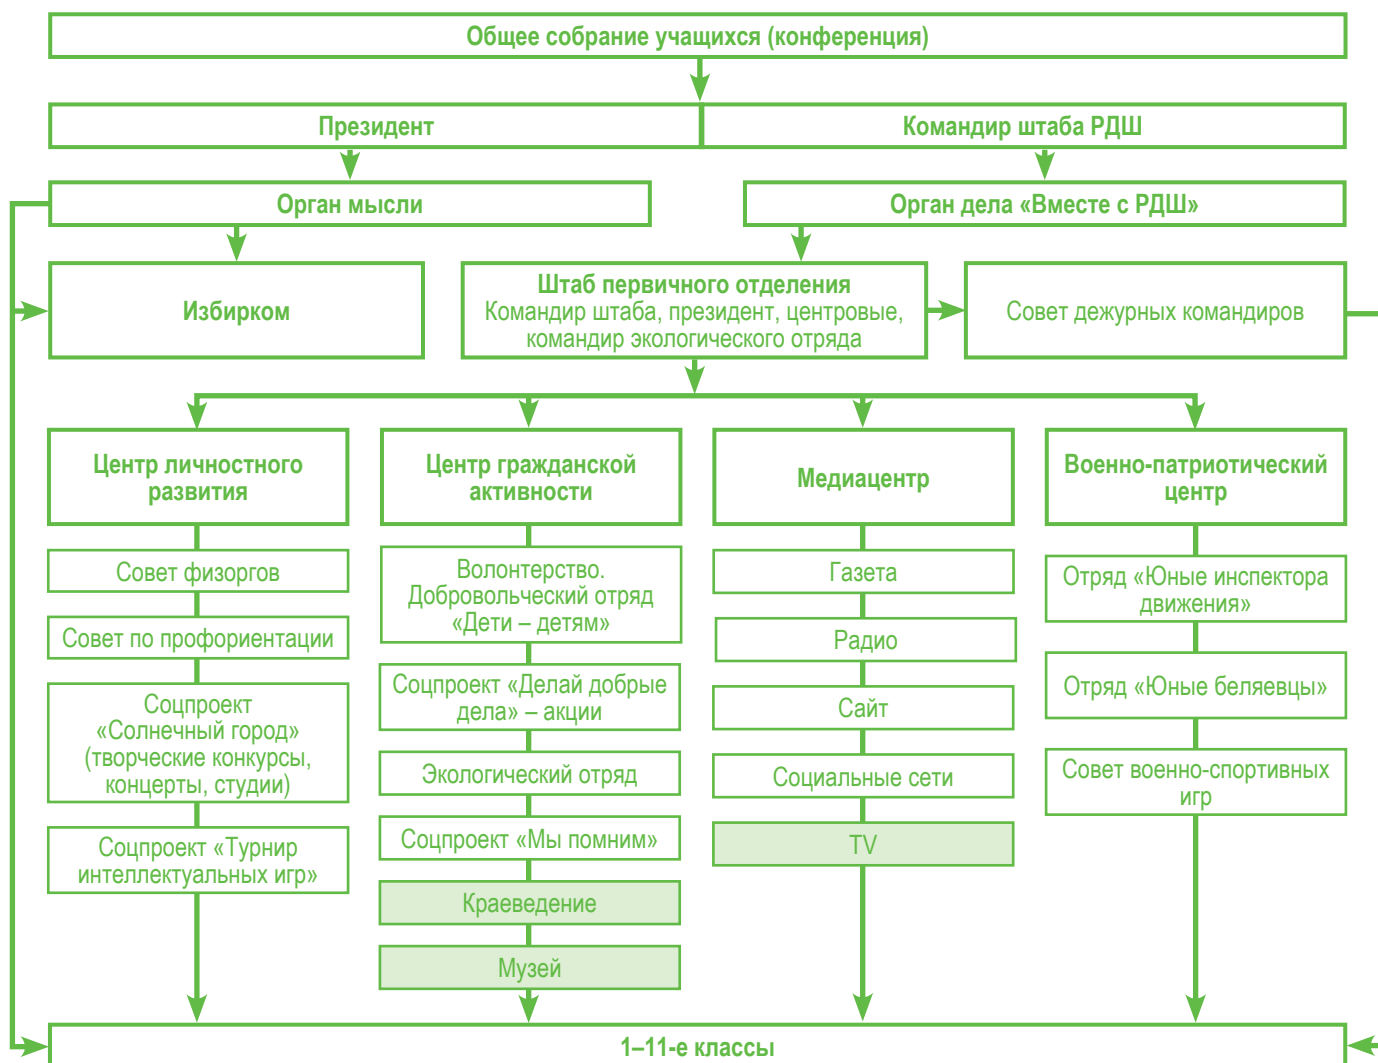 Общее собрание учащихся (конференция)
Президент
Командир штаба РДШ
Орган мысли
Орган дела «Вместе с РДШ»
Избирком
Штаб первичного отделения
Командир штаба, президент, центровые,
командир экологического отряда
Совет дежурных командиров
Центр личностного
развития
Центр гражданской
активности
Медиацентр
Военно-патриотический
центр
Совет физоргов
Совет по профориентации
Соцпроект
«Солнечный город»
(творческие конкурсы,
концерты, студии)
Соцпроект «Турнир
интеллектуальных игр»
Волонтерство.
Добровольческий отряд
«Дети – детям»
Соцпроект «Делай добрые
дела» – акции
Экологический отряд
Соцпроект «Мы помним»
Краеведение
Музей
Газета
Радио
Сайт
Социальные сети
TV
Отряд «Юные инспектора
движения»
Отряд «Юные беляевцы»
Совет военно-спортивных
игр
1–11-е классы